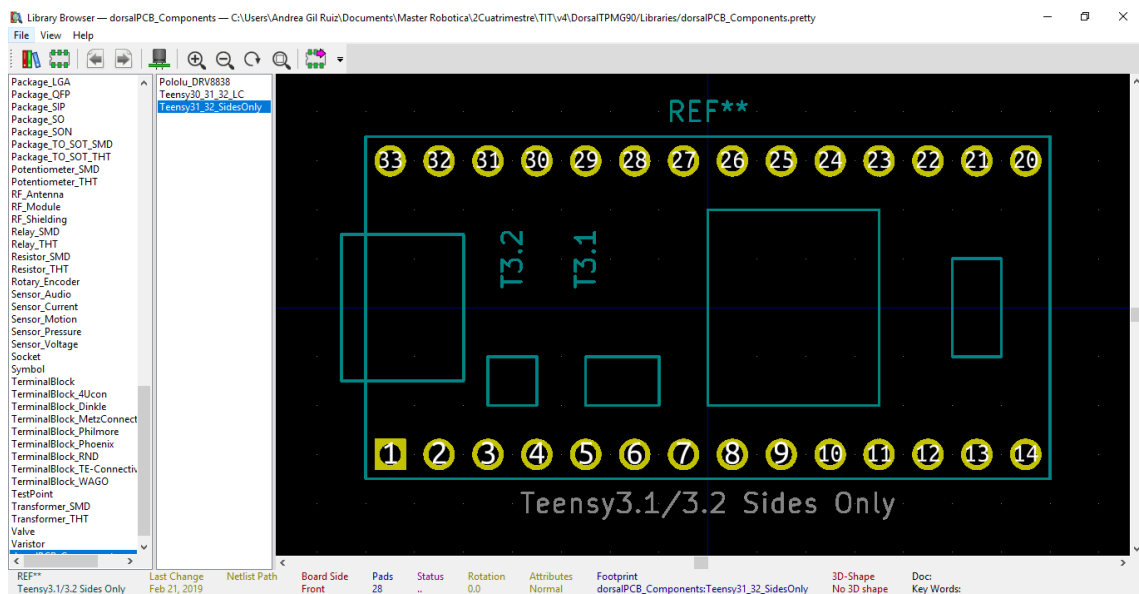 Library Browser — dorsalPCB_Components — C:\Users\Andrea Gil Ruiz\Documents\Master Robotica\2Cuatrimestre\TIT\v4\DorsalTPMG90/Libraries/dorsalPCB_Components.pretty
File View Help
Package_LGA
Package_QFP
Package_SIP
Package_SO
Package_SON
Package_TO_SOT_SMD
Package_TO_SOT_THT
Potentiometer_SMD
Potentiometer_THT
RF_Antenna
RF_Module
RF_Shielding
Relay_SMD
Relay_THT
Resistor_SMD
Resistor_THT
Rotary_Encoder
Sensor_Audio
Sensor_Current
Sensor_Motion
Sensor_Pressure
Sensor_Voltage
Socket
Symbol
TerminalBlock
TerminalBlock_4Ucon
TerminalBlock_Dinkle
TerminalBlock_MetzConnect
TerminalBlock_Philmore
TerminalBlock_Phoenix
TerminalBlock_RND
TerminalBlock_TE-Connectiv
TerminalBlock_WAGO
TestPoint
Transformer_SMD
Transformer_THT
Valve
Varistor
Pololu_DRV8838
Teensy30_31_32_LC
Teensy31_32_SidesOnly
REF**
33 32 31 30 29 28 27 26 25 24 23 22 21 20
T3.2 T3.1
1 2 3 4 5 6 7 8 9 10 11 12 13 14
Teensy3.1/3.2 Sides Only
REF** Last Change Netlist Path Board Side Pads Status Rotation Attributes Footprint 3D-Shape Doc:
Teensy3.1/3.2 Sides Only Feb 21, 2019 Front 28 .. 0.0 Normal dorsalPCB_Components:Teensy31_32_SidesOnly No 3D shape Key Words: